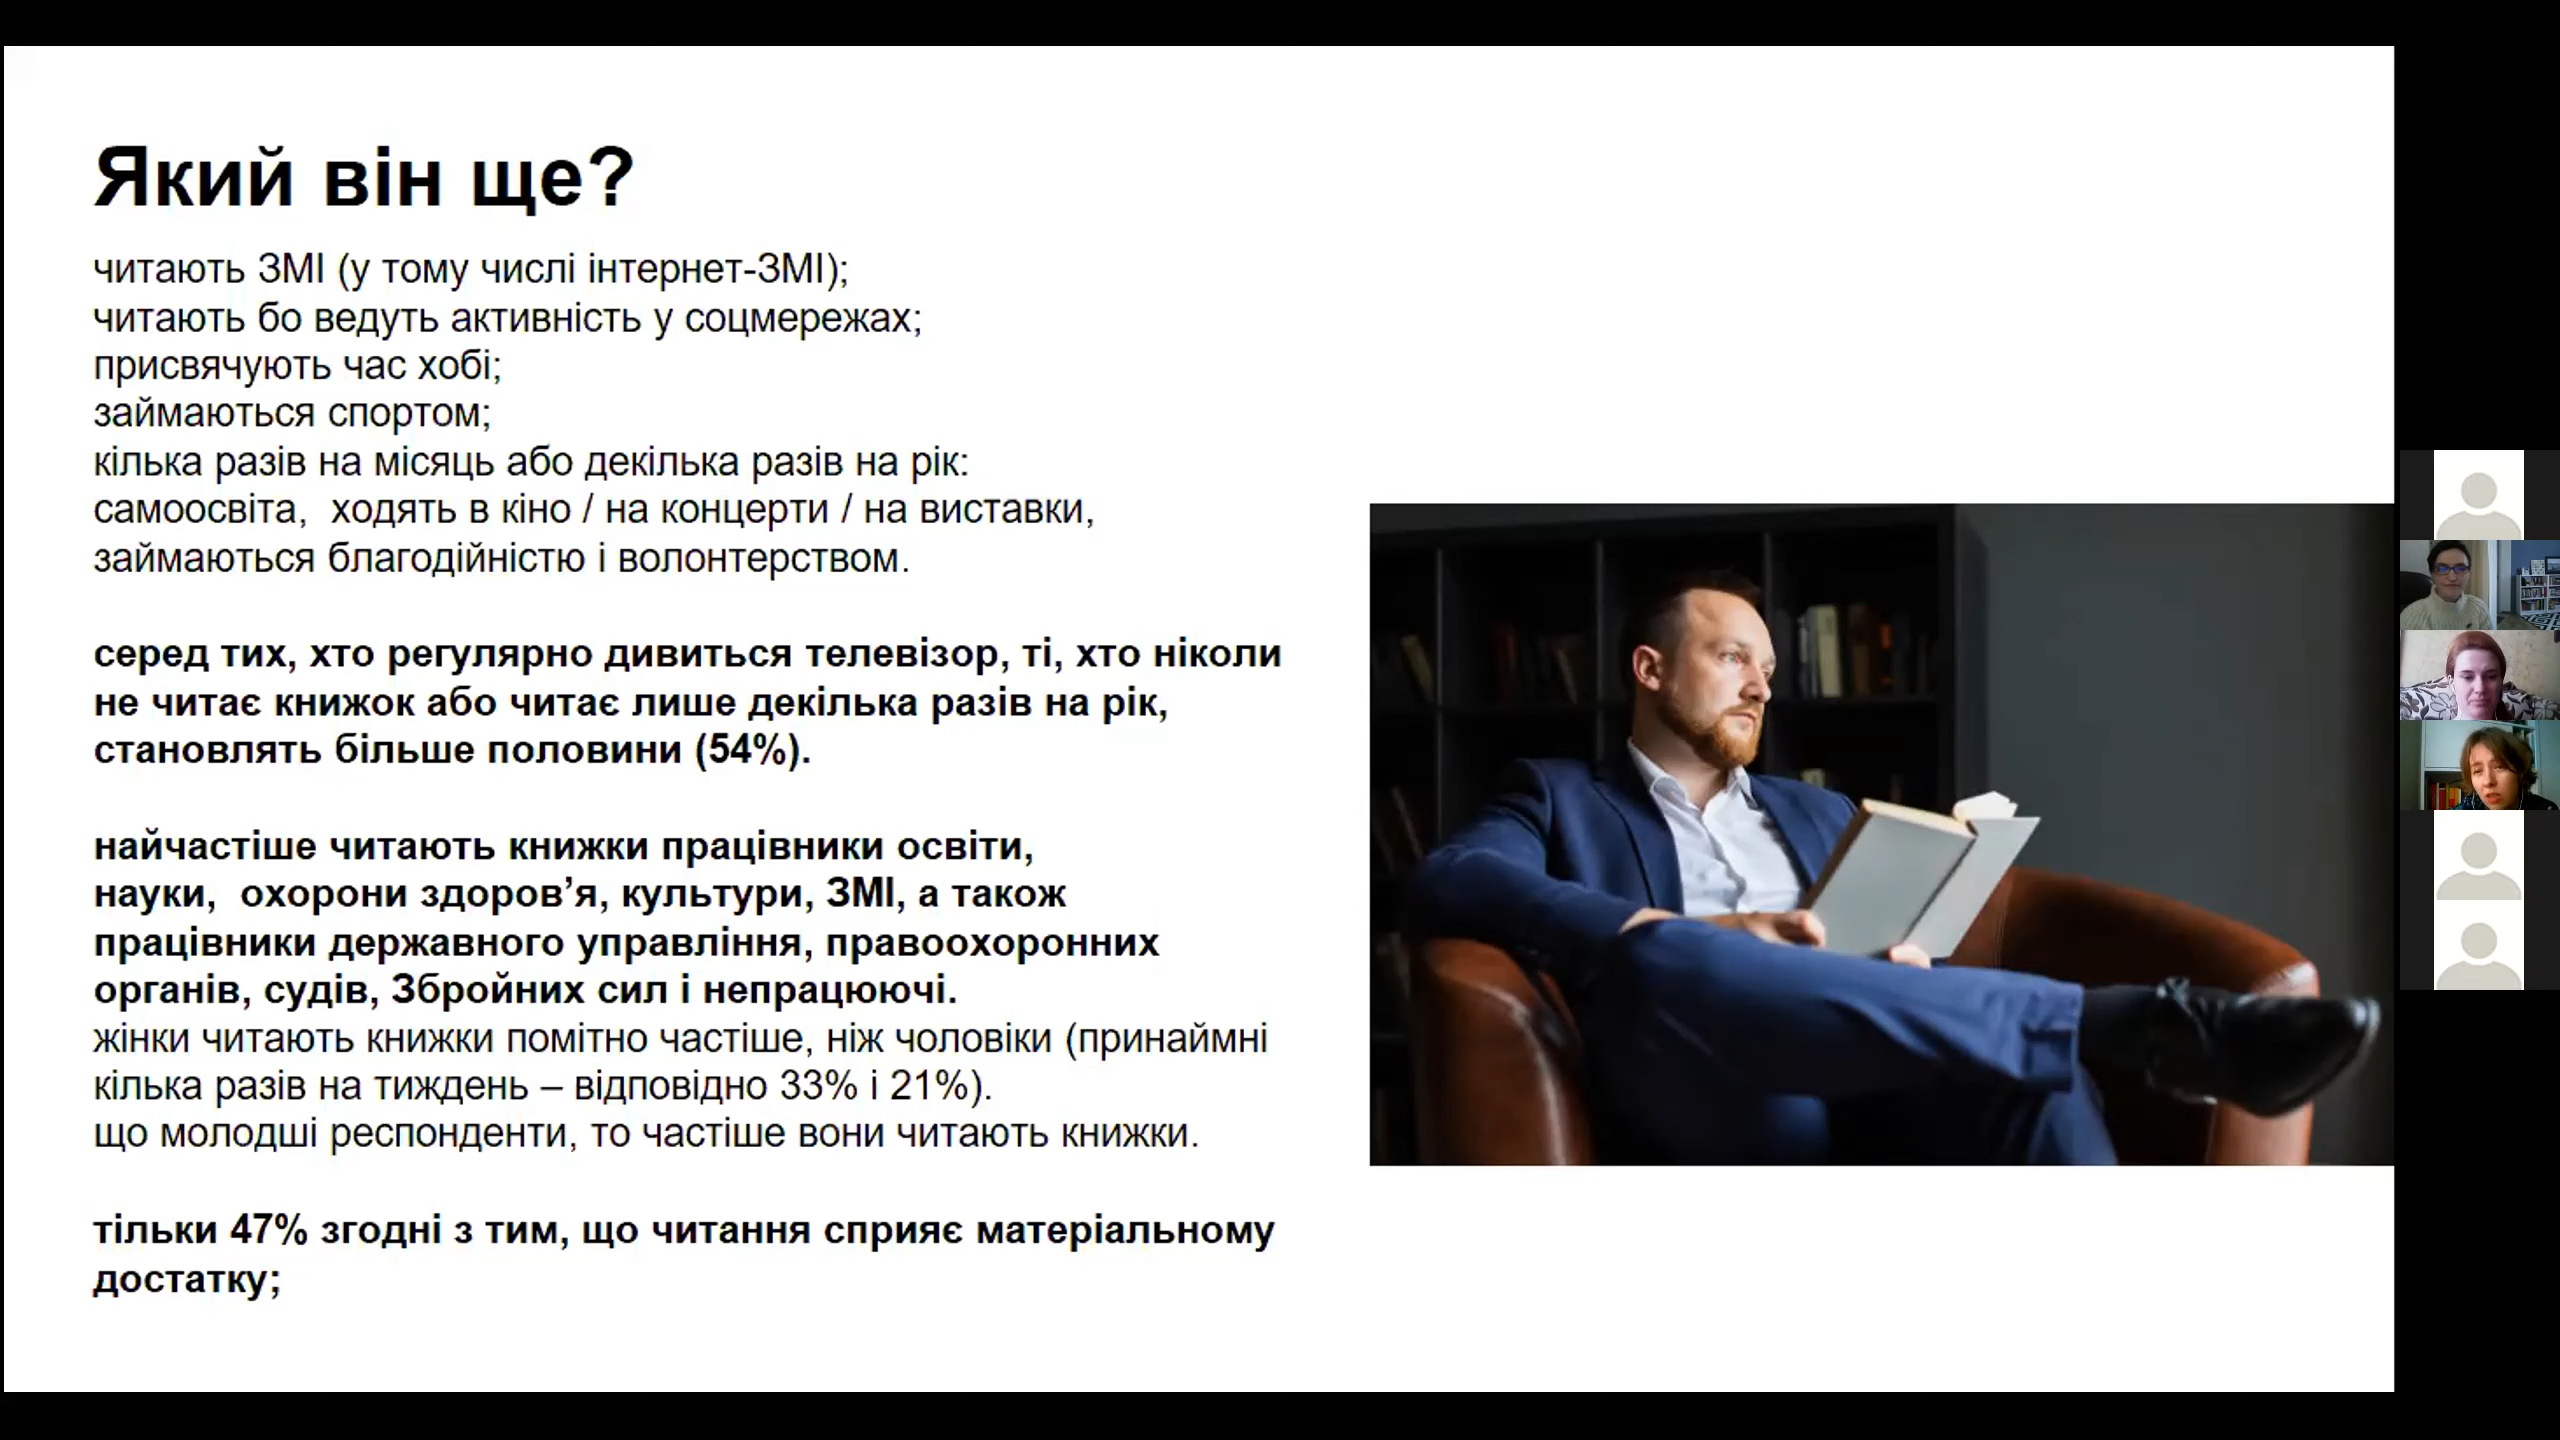 Який він ще?
читають ЗМІ (у тому числі інтернет-ЗМІ);
читають бо ведуть активність у соцмережах;
присвячують час хобі;
займаються спортом;
кілька разів на місяць або декілька разів на рік:
самоосвіта,  ходять в кіно / на концерти / на виставки,
займаються благодійністю і волонтерством.
серед тих, хто регулярно дивиться телевізор, ті, хто ніколи
не читає книжок або читає лише декілька разів на рік,
становлять більше половини (54%).
найчастіше читають книжки працівники освіти,
науки,  охорони здоров’я, культури, ЗМІ, а також
працівники державного управління, правоохоронних
органів, судів, Збройних сил і непрацюючі.
жінки читають книжки помітно частіше, ніж чоловіки (принаймні
кілька разів на тиждень – відповідно 33% і 21%).
що молодші респонденти, то частіше вони читають книжки.
тільки 47% згодні з тим, що читання сприяє матеріальному
достатку;